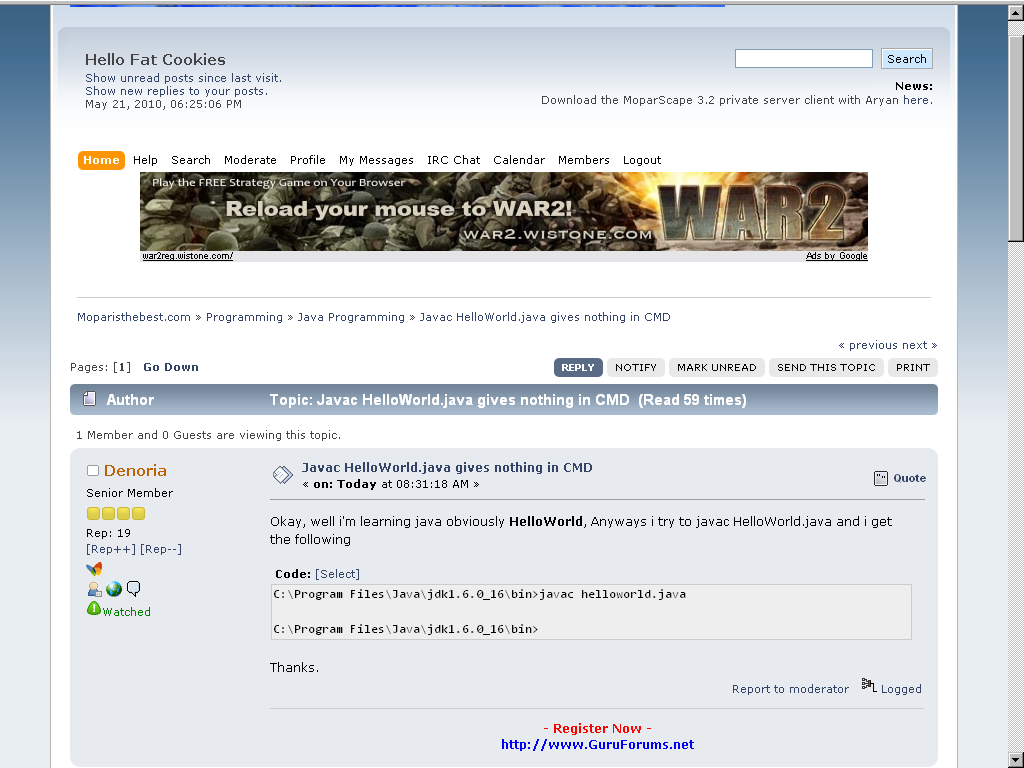 Hello Fat Cookies
Show unread posts since last visit.
Show new replies to your posts.
May 21, 2010, 06:25:06 PM
Search
News:
Download the MoparScape 3.2 private server client with Aryan here.
Home Help Search Moderate Profile My Messages IRC Chat Calendar Members Logout
Play the FREE Strategy Game on Your Browser
Reload your mouse to WAR2!
WAR2.WISTONE.COM
WAR2
war2reg.wistone.com/ Ads by Google
Moparisthebest.com » Programming » Java Programming » Javac HelloWorld.java gives nothing in CMD
« previous next »
Pages: [1] Go Down
REPLY NOTIFY MARK UNREAD SEND THIS TOPIC PRINT
Author Topic: Javac HelloWorld.java gives nothing in CMD (Read 59 times)
1 Member and 0 Guests are viewing this topic.
Denoria
Senior Member
Rep: 19
[Rep++] [Rep--]
Watched
Javac HelloWorld.java gives nothing in CMD
« on: Today at 08:31:18 AM »
Quote
Okay, well i'm learning java obviously HelloWorld, Anyways i try to javac HelloWorld.java and i get
the following
Code: [Select]
C:\Program Files\Java\jdk1.6.0_16\bin>javac helloworld.java
C:\Program Files\Java\jdk1.6.0_16\bin>
Thanks.
Report to moderator Logged
- Register Now -
http://www.GuruForums.net